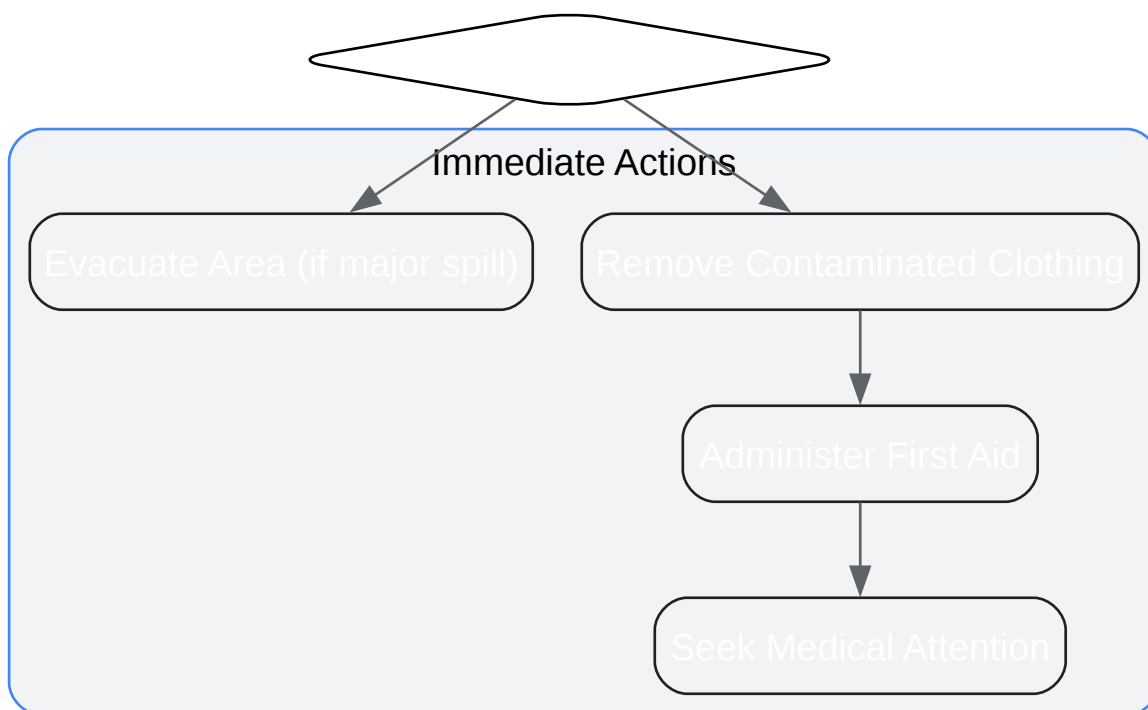 Immediate Actions
Evacuate Area (if major spill)
Remove Contaminated Clothing
Administer First Aid
Seek Medical Attention